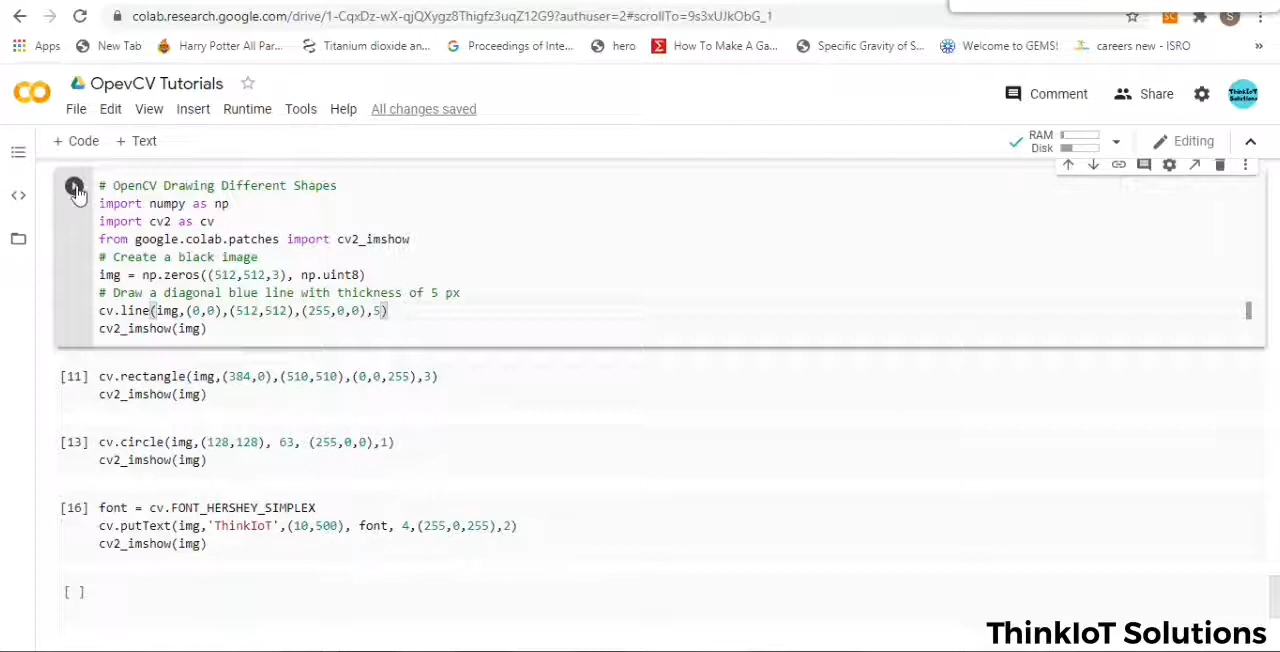 colab.research.google.com/drive/1-CqxDz-wX-qjQXygz8Thigfz3uqZ12G9?authuser=2#scrollTo=9s3xUJkObG_1
SC
S
Apps New Tab Harry Potter All Par... Titanium dioxide an... Proceedings of Inte... hero How To Make A Ga... Specific Gravity of S... Welcome to GEMS! careers new - ISRO »
OpevCV Tutorials
File Edit View Insert Runtime Tools Help All changes saved
Comment Share
ThinkIoT
Solutions
+ Code + Text
RAM
Disk
Editing
# OpenCV Drawing Different Shapes
import numpy as np
import cv2 as cv
from google.colab.patches import cv2_imshow
# Create a black image
img = np.zeros((512,512,3), np.uint8)
# Draw a diagonal blue line with thickness of 5 px
cv.line(img,(0,0),(512,512),(255,0,0),5)
cv2_imshow(img)
[11] cv.rectangle(img,(384,0),(510,510),(0,0,255),3)
cv2_imshow(img)
[13] cv.circle(img,(128,128), 63, (255,0,0),1)
cv2_imshow(img)
[16] font = cv.FONT_HERSHEY_SIMPLEX
cv.putText(img,'ThinkIoT',(10,500), font, 4,(255,0,255),2)
cv2_imshow(img)
[ ]
ThinkIoT Solutions